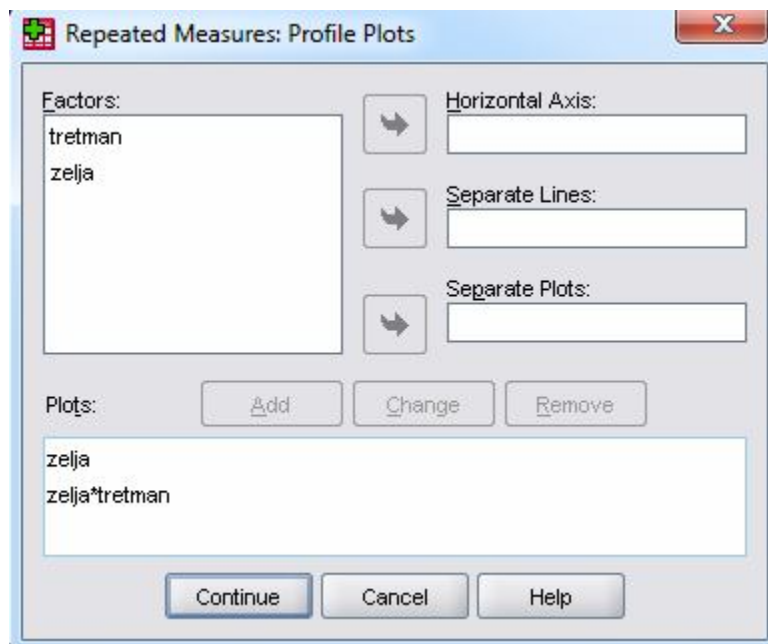 Repeated Measures: Profile Plots
Factors:
tretman
zelja
Horizontal Axis:
Separate Lines:
Separate Plots:
Plots:
Add
Change
Remove
zelja
zelja*tretman
Continue
Cancel
Help